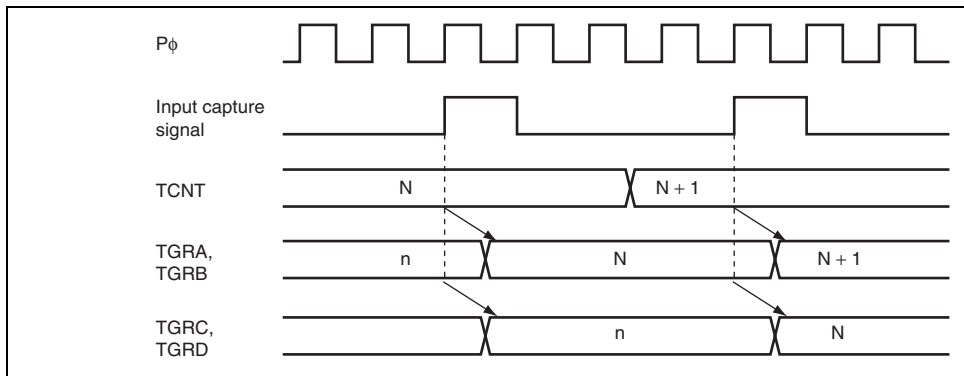 Pϕ
Input capture
signal
TCNT
N
N + 1
TGRA,
TGRB
n
N
N + 1
TGRC,
TGRD
n
N